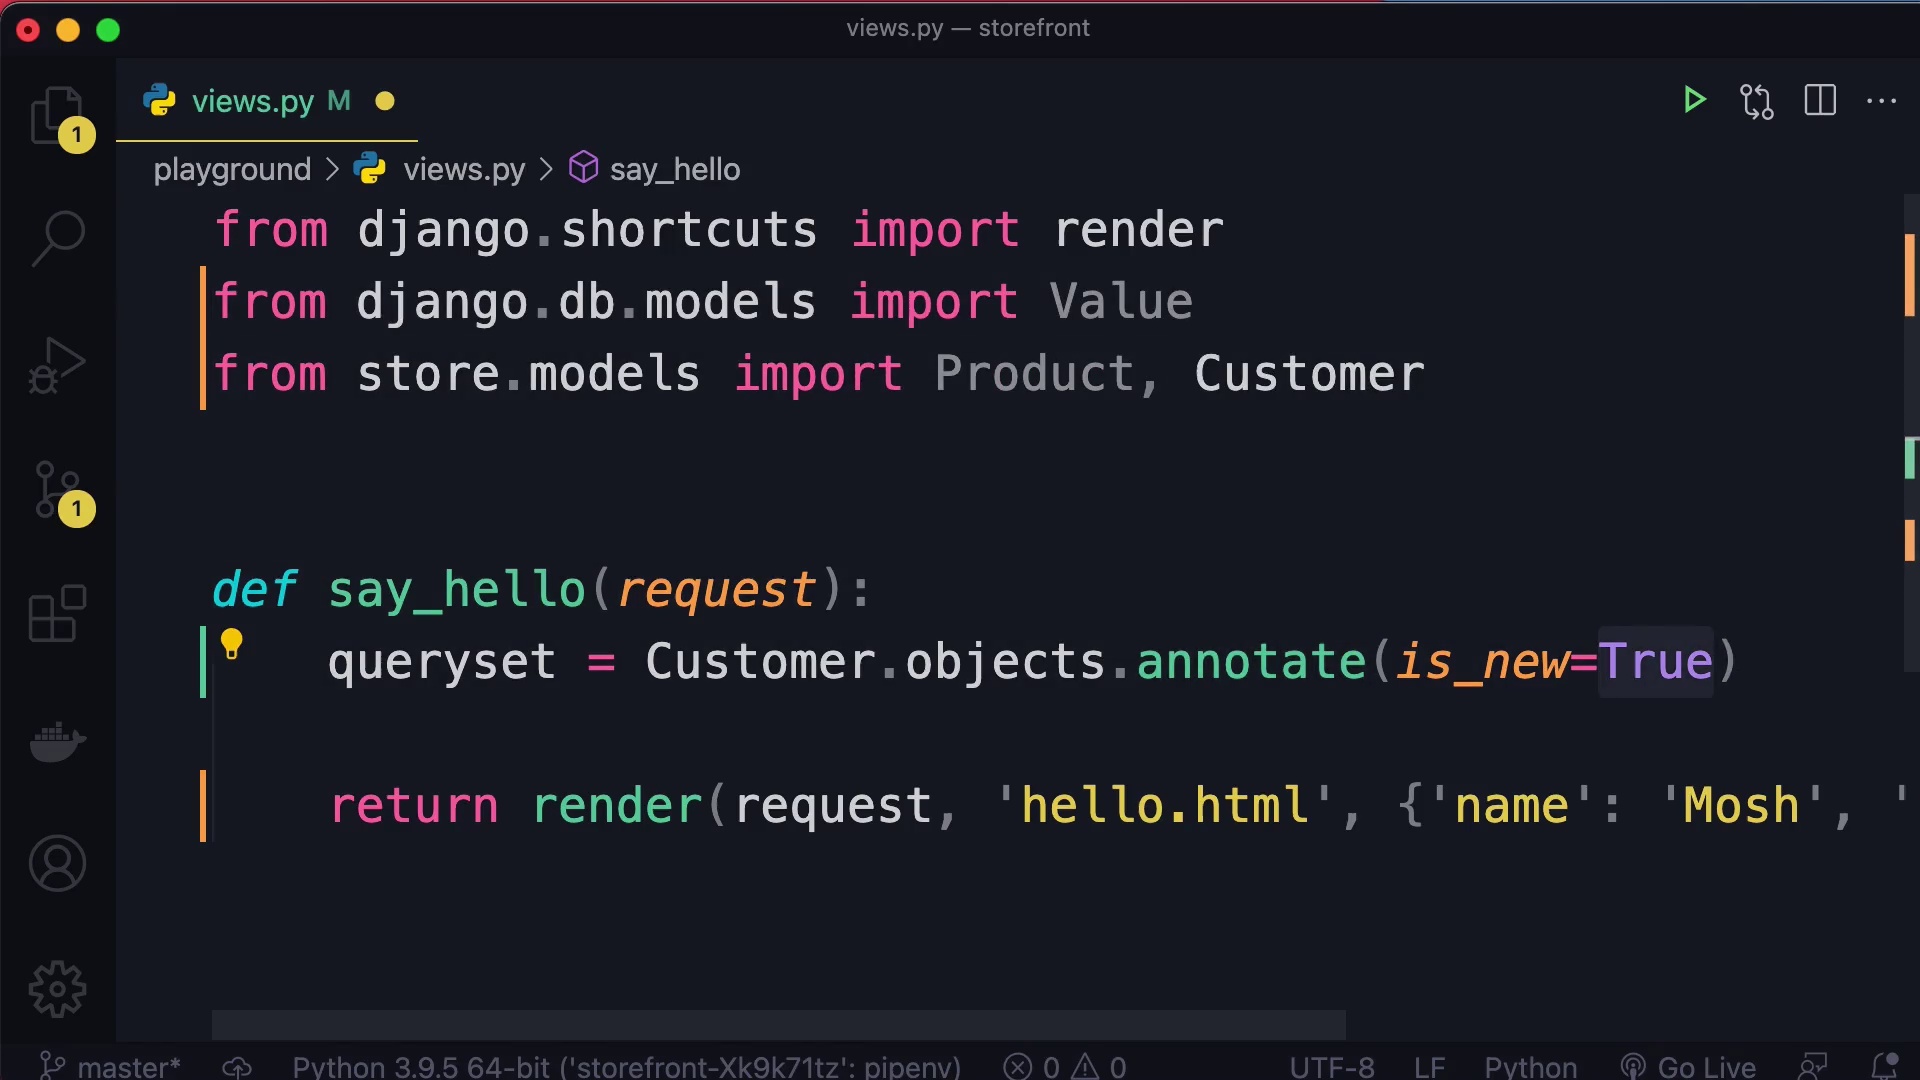 views.py — storefront
views.py M
1
playground > views.py > say_hello
from django.shortcuts import render
from django.db.models import Value
from store.models import Product, Customer
1
def say_hello(request):
queryset = Customer.objects.annotate(is_new=True)
return render(request, 'hello.html', {'name': 'Mosh', '
master* Python 3.9.5 64-bit ('storefront-Xk9k71tz': pipenv) 0 0 UTF-8 LF Python Go Live